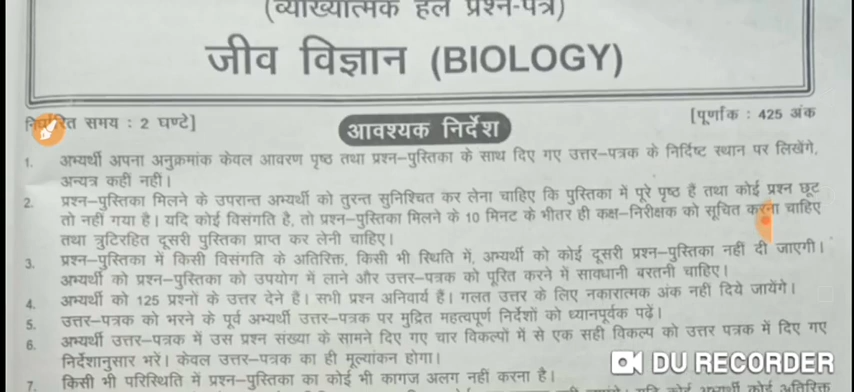 (व्याख्यात्मक हल प्रश्न-पत्र)
जीव विज्ञान (BIOLOGY)
निर्धारित समय : 2 घण्टे]
[पूर्णांक : 425 अंक
आवश्यक निर्देश
1. अभ्यर्थी अपना अनुक्रमांक केवल आवरण पृष्ठ तथा प्रश्न-पुस्तिका के साथ दिए गए उत्तर-पत्रक के निर्दिष्ट स्थान पर लिखेंगे,
अन्यत्र कहीं नहीं।
2. प्रश्न-पुस्तिका मिलने के उपरान्त अभ्यर्थी को तुरन्त सुनिश्चित कर लेना चाहिए कि पुस्तिका में पूरे पृष्ठ हैं तथा कोई प्रश्न छूट
तो नहीं गया है। यदि कोई विसंगति है, तो प्रश्न-पुस्तिका मिलने के 10 मिनट के भीतर ही कक्ष-निरीक्षक को सूचित करना चाहिए
तथा त्रुटिरहित दूसरी पुस्तिका प्राप्त कर लेनी चाहिए।
3. प्रश्न-पुस्तिका में किसी विसंगति के अतिरिक्त, किसी भी स्थिति में, अभ्यर्थी को कोई दूसरी प्रश्न-पुस्तिका नहीं दी जाएगी।
अभ्यर्थी को प्रश्न-पुस्तिका को उपयोग में लाने और उत्तर-पत्रक को पूरित करने में सावधानी बरतनी चाहिए।
4. अभ्यर्थी को 125 प्रश्नों के उत्तर देने हैं। सभी प्रश्न अनिवार्य हैं। गलत उत्तर के लिए नकारात्मक अंक नहीं दिये जायेंगे।
5. उत्तर-पत्रक को भरने के पूर्व अभ्यर्थी उत्तर-पत्रक पर मुद्रित महत्वपूर्ण निर्देशों को ध्यानपूर्वक पढ़ें।
6. अभ्यर्थी उत्तर-पत्रक में उस प्रश्न संख्या के सामने दिए गए चार विकल्पों में से एक सही विकल्प को उत्तर पत्रक में दिए गए
निर्देशानुसार भरें। केवल उत्तर-पत्रक का ही मूल्यांकन होगा।
DU RECORDER
7. किसी भी परिस्थिति में प्रश्न-पुस्तिका का कोई भी कागज अलग नहीं करना है।